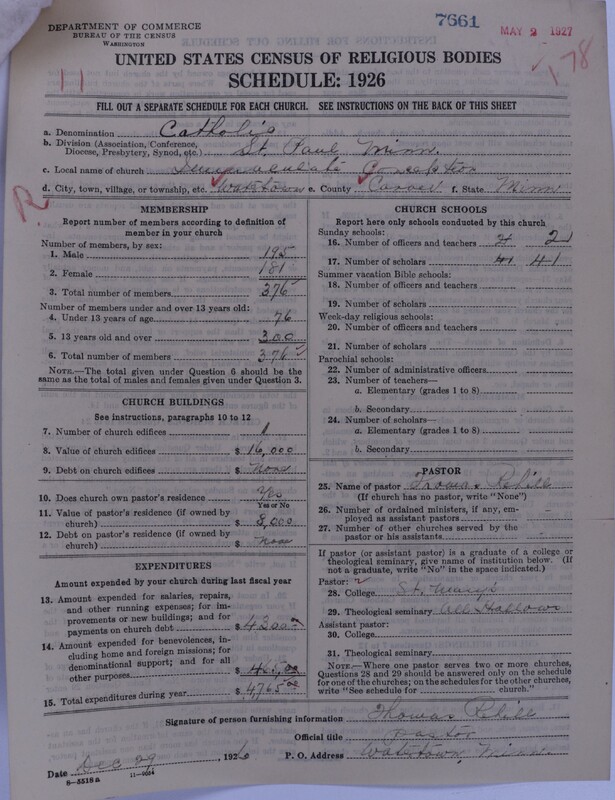 DEPARTMENT OF COMMERCE
BUREAU OF THE CENSUS
WASHINGTON
7661
MAY 2 1927
178
11
UNITED STATES CENSUS OF RELIGIOUS BODIES
SCHEDULE: 1926
FILL OUT A SEPARATE SCHEDULE FOR EACH CHURCH. SEE INSTRUCTIONS ON THE BACK OF THIS SHEET
a. Denomination Catholic
b. Division (Association, Conference, Diocese, Presbytery, Synod, etc.) St. Paul Minn.
c. Local name of church Immaculate Conception
d. City, town, village, or township, etc. Watertown e. County Carver f. State Minn
R
MEMBERSHIP
Report number of members according to definition of
member in your church
Number of members, by sex:
1. Male 195
2. Female 181
3. Total number of members 376
Number of members under and over 13 years old:
4. Under 13 years of age 76
5. 13 years old and over 300
6. Total number of members 376
NOTE.—The total given under Question 6 should be
the same as the total of males and females given under Question 3.
CHURCH BUILDINGS
See instructions, paragraphs 10 to 12
7. Number of church edifices 1
8. Value of church edifices $ 16,000
9. Debt on church edifices $ None
10. Does church own pastor's residence Yes
Yes or No
11. Value of pastor's residence (if owned by
church) $ 8,000
12. Debt on pastor's residence (if owned by
church) $ None
EXPENDITURES
Amount expended by your church during last fiscal year
13. Amount expended for salaries, repairs,
and other running expenses; for im-
provements or new buildings; and for
payments on church debt $ 4300
14. Amount expended for benevolences, in-
cluding home and foreign missions; for
denominational support; and for all
other purposes $ 465.00
15. Total expenditures during year $ 4765.00
CHURCH SCHOOLS
Report here only schools conducted by this church
Sunday schools:
16. Number of officers and teachers 2 2
17. Number of scholars 41 41
Summer vacation Bible schools:
18. Number of officers and teachers
19. Number of scholars
Week-day religious schools:
20. Number of officers and teachers
21. Number of scholars
Parochial schools:
22. Number of administrative officers
23. Number of teachers—
a. Elementary (grades 1 to 8)
b. Secondary
24. Number of scholars—
a. Elementary (grades 1 to 8)
b. Secondary
PASTOR
25. Name of pastor Thomas
(If church has no pastor, write "None")
26. Number of ordained ministers, if any, em-
ployed as assistant pastors -
27. Number of other churches served by the
pastor or his assistants -
If pastor (or assistant pastor) is a graduate of a college or
theological seminary, give name of institution below. (If
not a graduate, write "No" in the space indicated.)
Pastor:
28. College St. Mary's
29. Theological seminary All Hallows
Assistant pastor:
30. College
31. Theological seminary
NOTE.—Where one pastor serves two or more churches,
Questions 28 and 29 should be answered only on the schedule
for one of the churches; on the schedules for the other churches,
write "See schedule for church."
Signature of person furnishing information Thomas
Official title Pastor
Date Dec 29, 1926 P. O. Address Watertown, Minn.
8-5518a 11-9664